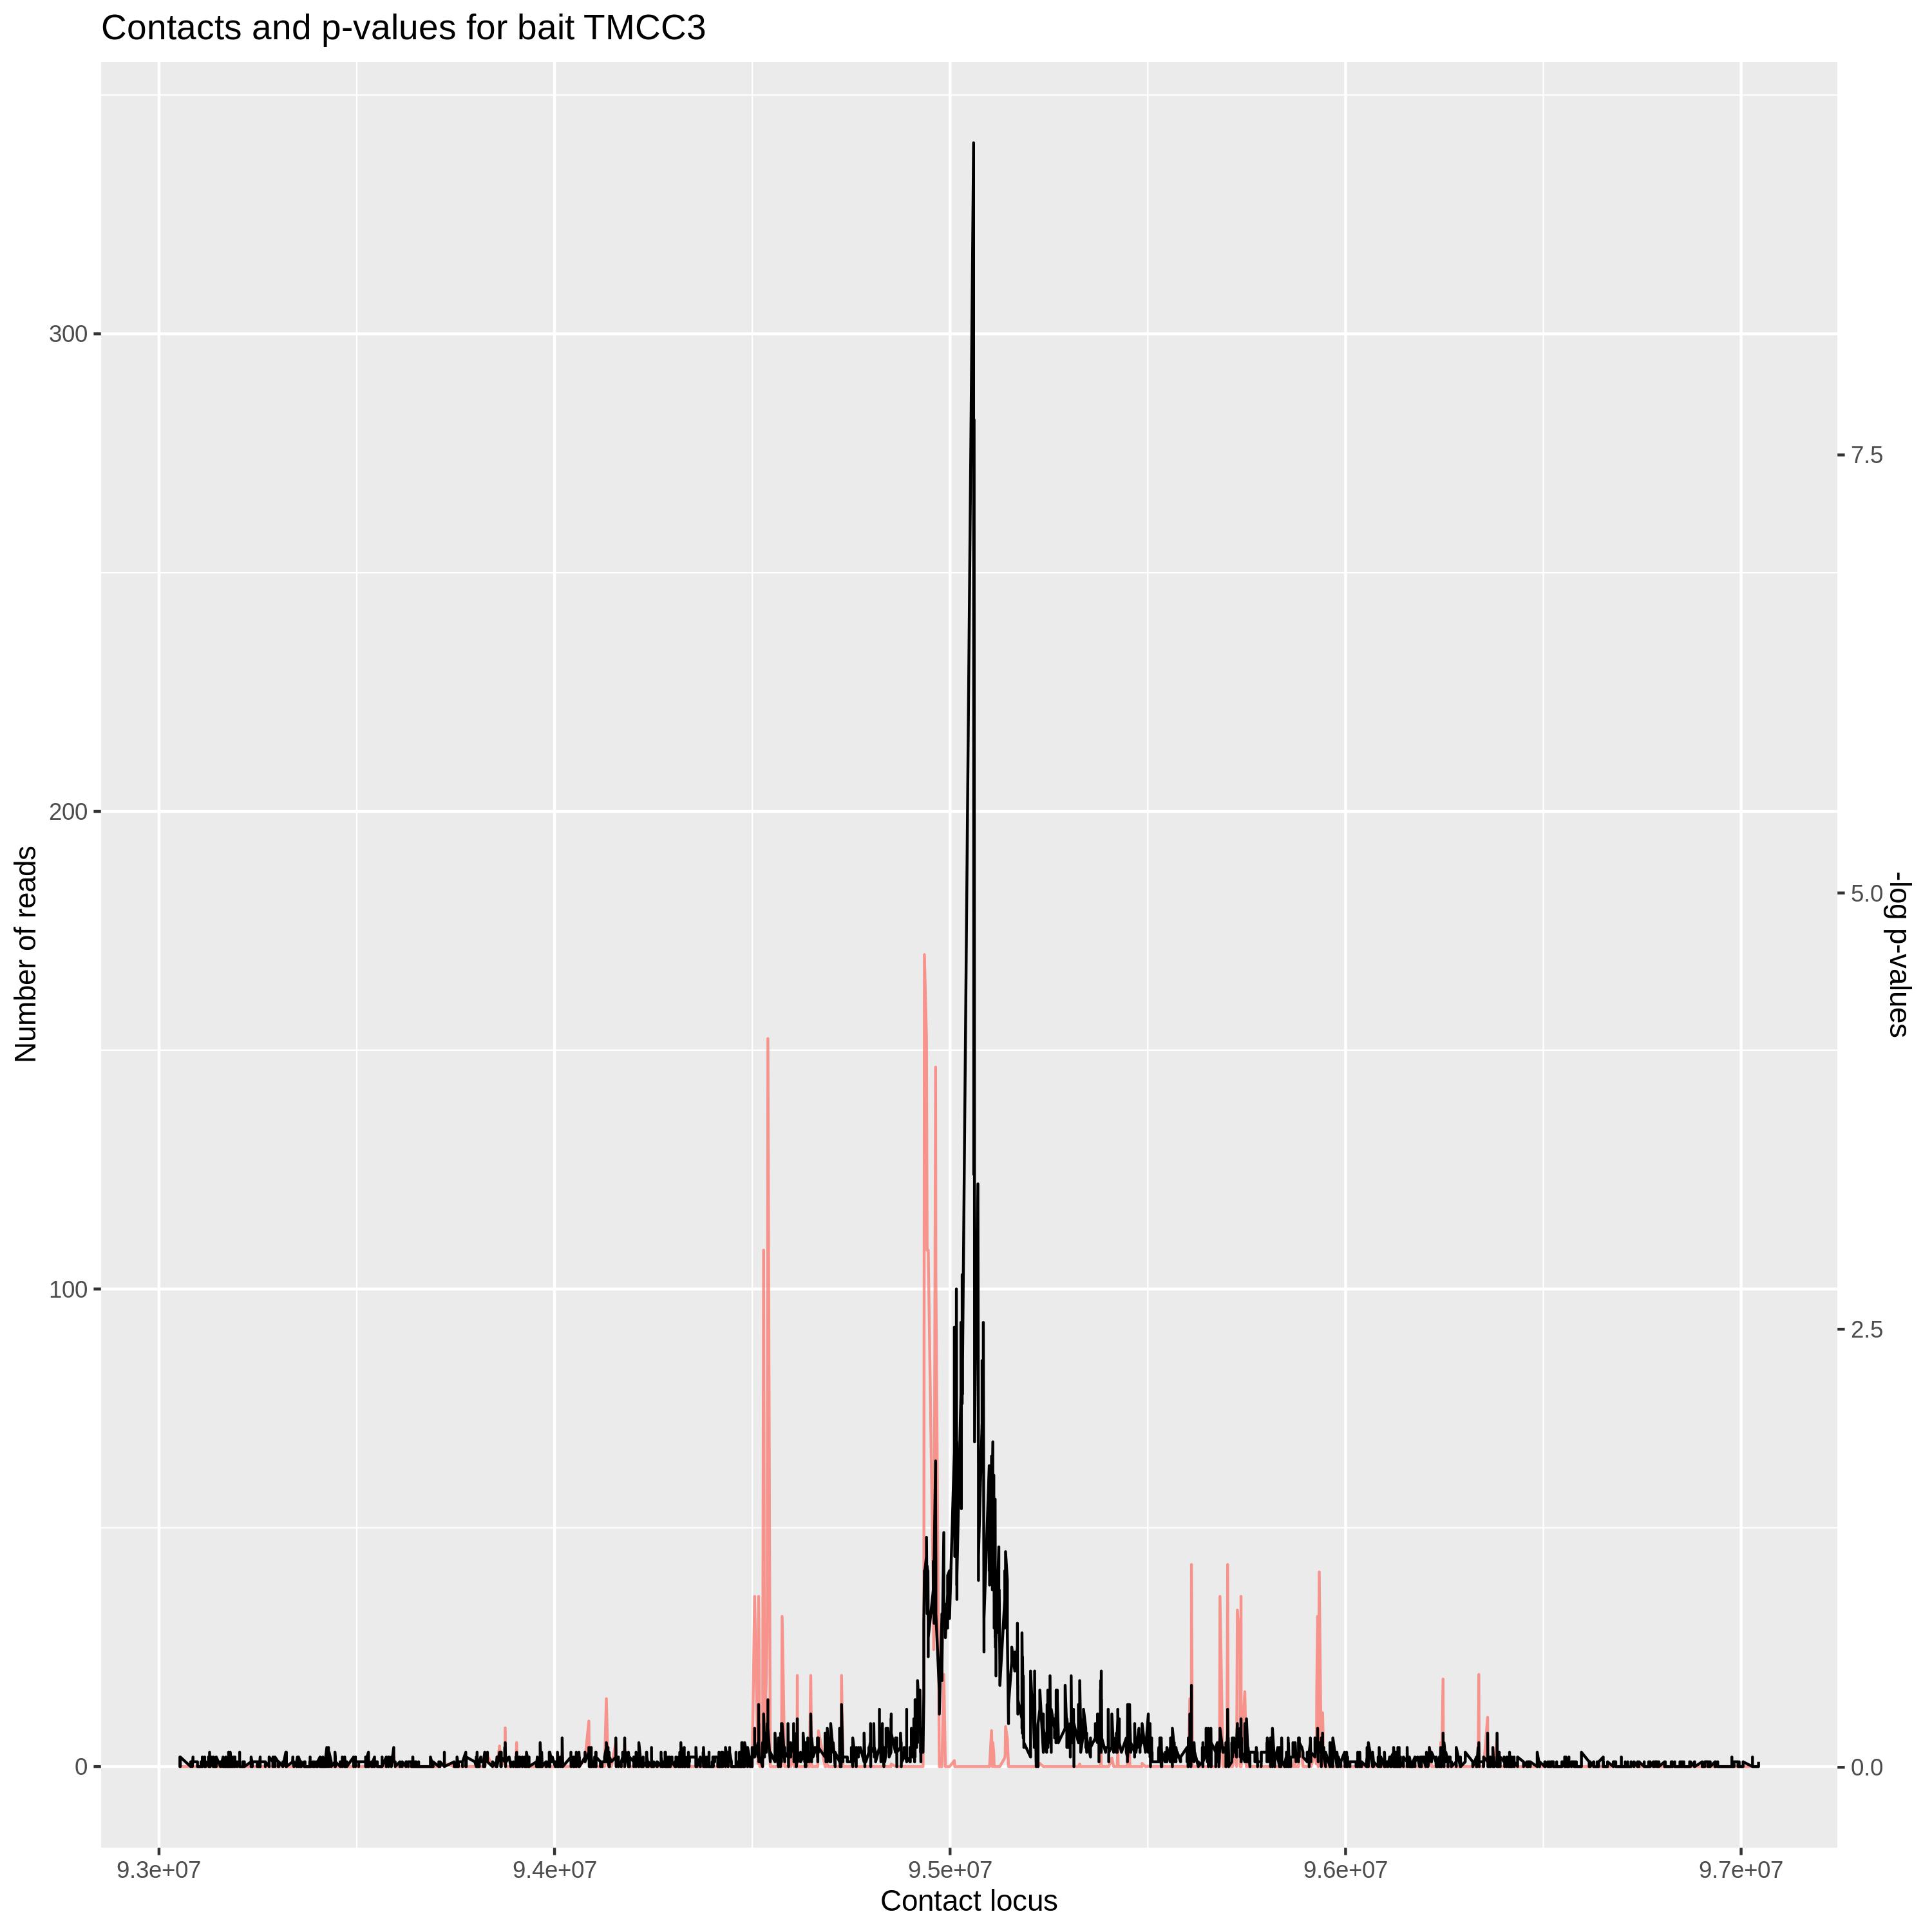 Contacts and p-values for bait TMCC3
Number of reads
300
200
100
0
7.5
5.0
2.5
0.0
-log p-values
9.3e+07
9.4e+07
9.5e+07
9.6e+07
9.7e+07
Contact locus